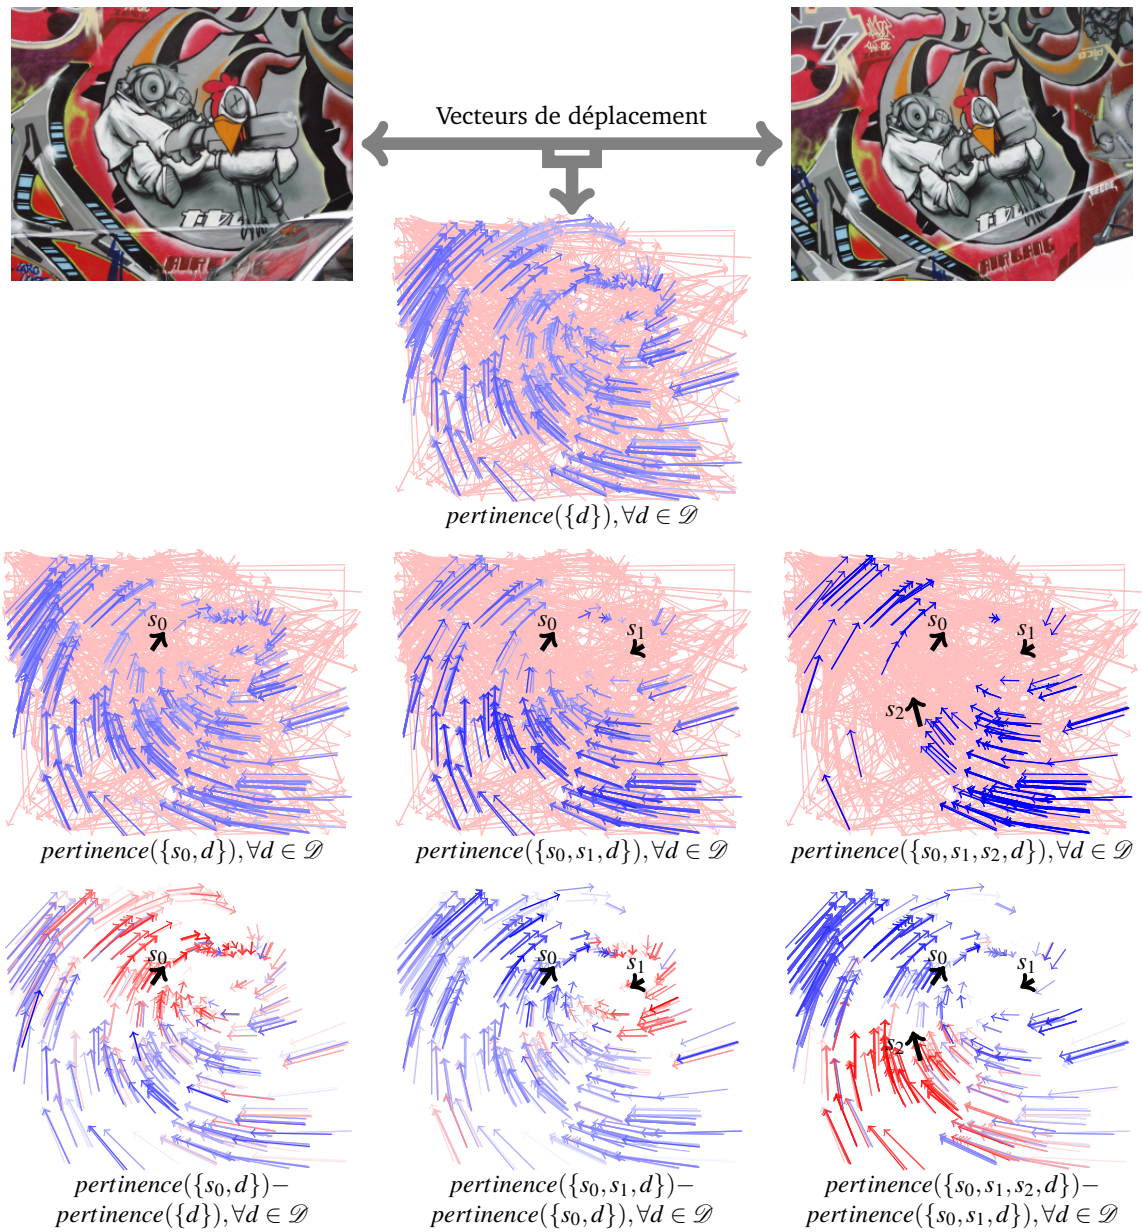 Vecteurs de déplacement
pertinence({d}),∀d ∈ 𝒟
s₀
s₀
s₁
s₀
s₁
s₂
pertinence({s₀,d}),∀d ∈ 𝒟
pertinence({s₀,s₁,d}),∀d ∈ 𝒟
pertinence({s₀,s₁,s₂,d}),∀d ∈ 𝒟
s₀
s₀
s₁
s₀
s₁
s₂
pertinence({s₀,d})−
pertinence({d}),∀d ∈ 𝒟
pertinence({s₀,s₁,d})−
pertinence({s₀,d}),∀d ∈ 𝒟
pertinence({s₀,s₁,s₂,d})−
pertinence({s₀,s₁,d}),∀d ∈ 𝒟